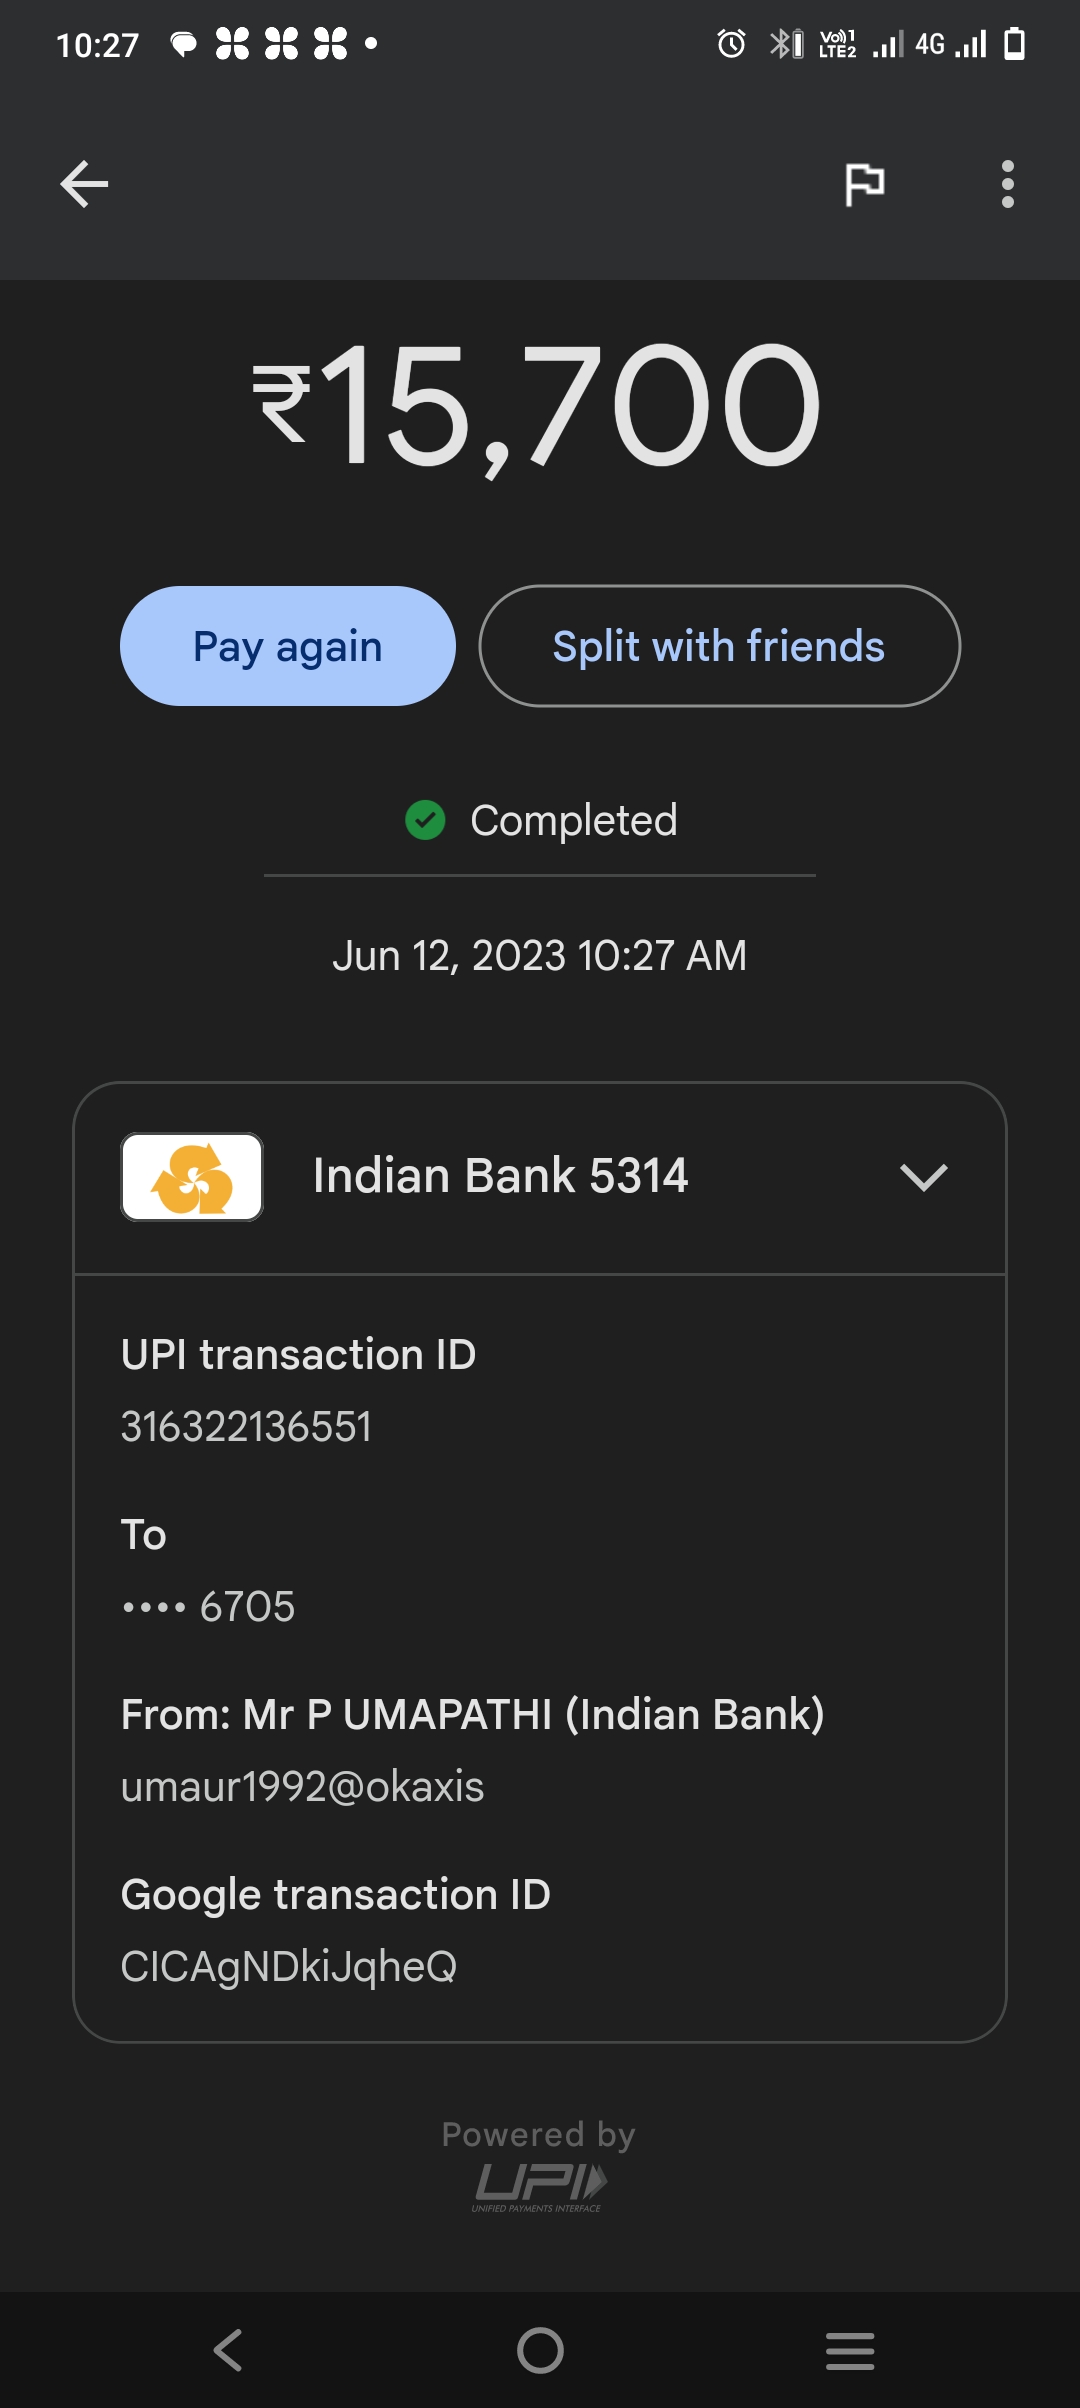 10:27 Vo)) 1 LTE2 4G
₹15,700
Pay again Split with friends
Completed
Jun 12, 2023 10:27 AM
Indian Bank 5314
UPI transaction ID
316322136551
To
•••• 6705
From: Mr P UMAPATHI (Indian Bank)
umaur1992@okaxis
Google transaction ID
CICAgNDkiJqheQ
Powered by
UPI
UNIFIED PAYMENTS INTERFACE